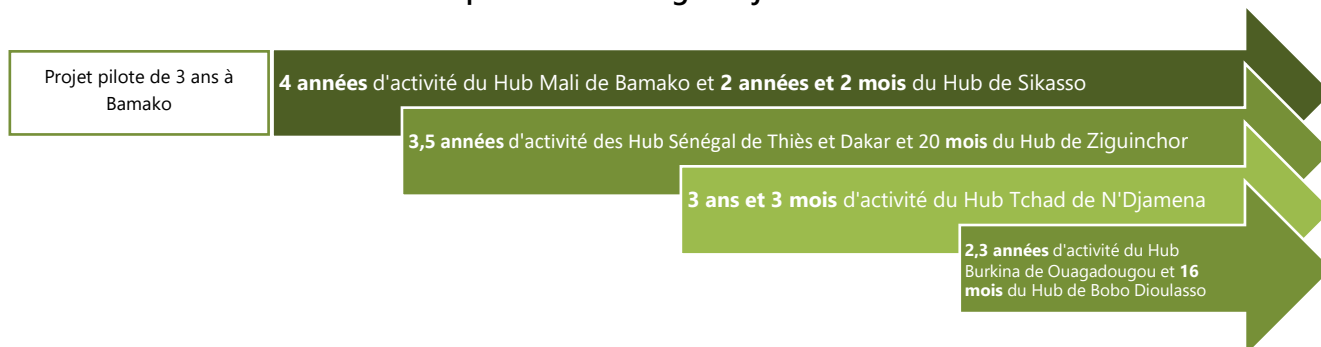 Projet pilote de 3 ans à
Bamako
4 années d'activité du Hub Mali de Bamako et 2 années et 2 mois du Hub de Sikasso
3,5 années d'activité des Hub Sénégal de Thiès et Dakar et 20 mois du Hub de Ziguinchor
3 ans et 3 mois d'activité du Hub Tchad de N'Djamena
2,3 années d'activité du Hub
Burkina de Ouagadougou et 16
mois du Hub de Bobo Dioulasso